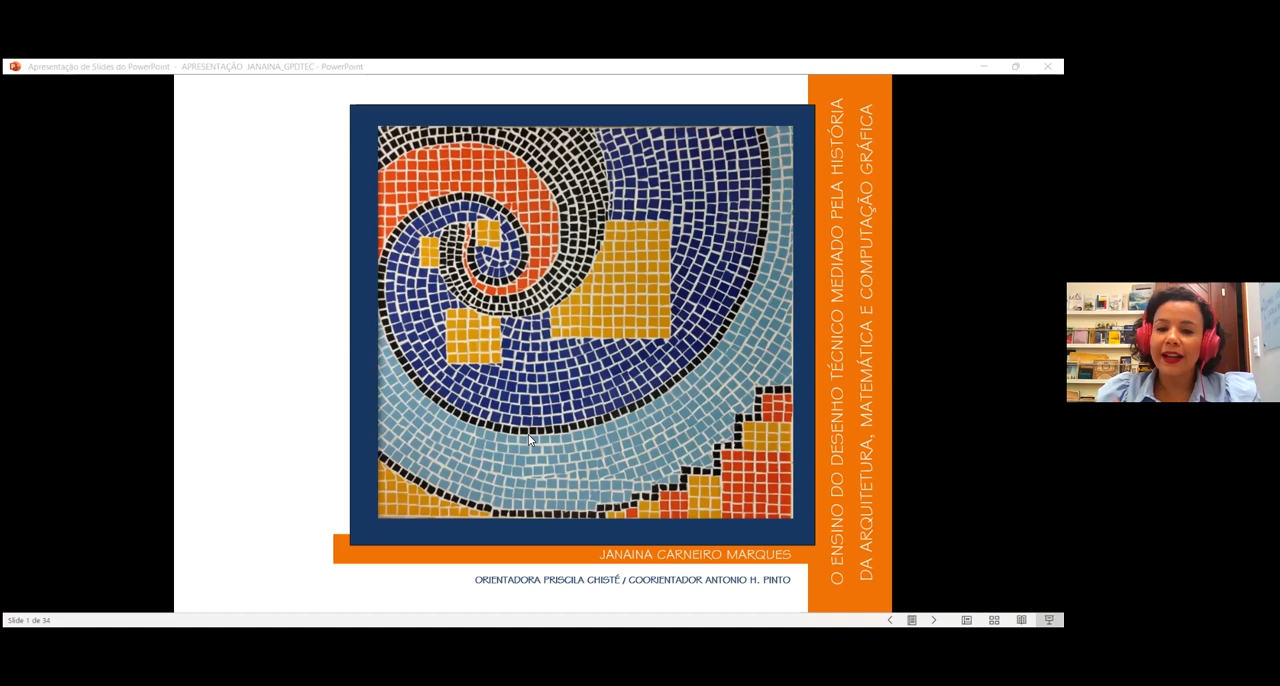 Apresentação de Slides do PowerPoint - APRESENTAÇÃO JANAINA_GPDTEC - PowerPoint
O ENSINO DO DESENHO TÉCNICO MEDIADO PELA HISTÓRIA
DA ARQUITETURA, MATEMÁTICA E COMPUTAÇÃO GRÁFICA
JANAINA CARNEIRO MARQUES
ORIENTADORA PRISCILA CHISTÉ / COORIENTADOR ANTONIO H. PINTO
Slide 1 de 34